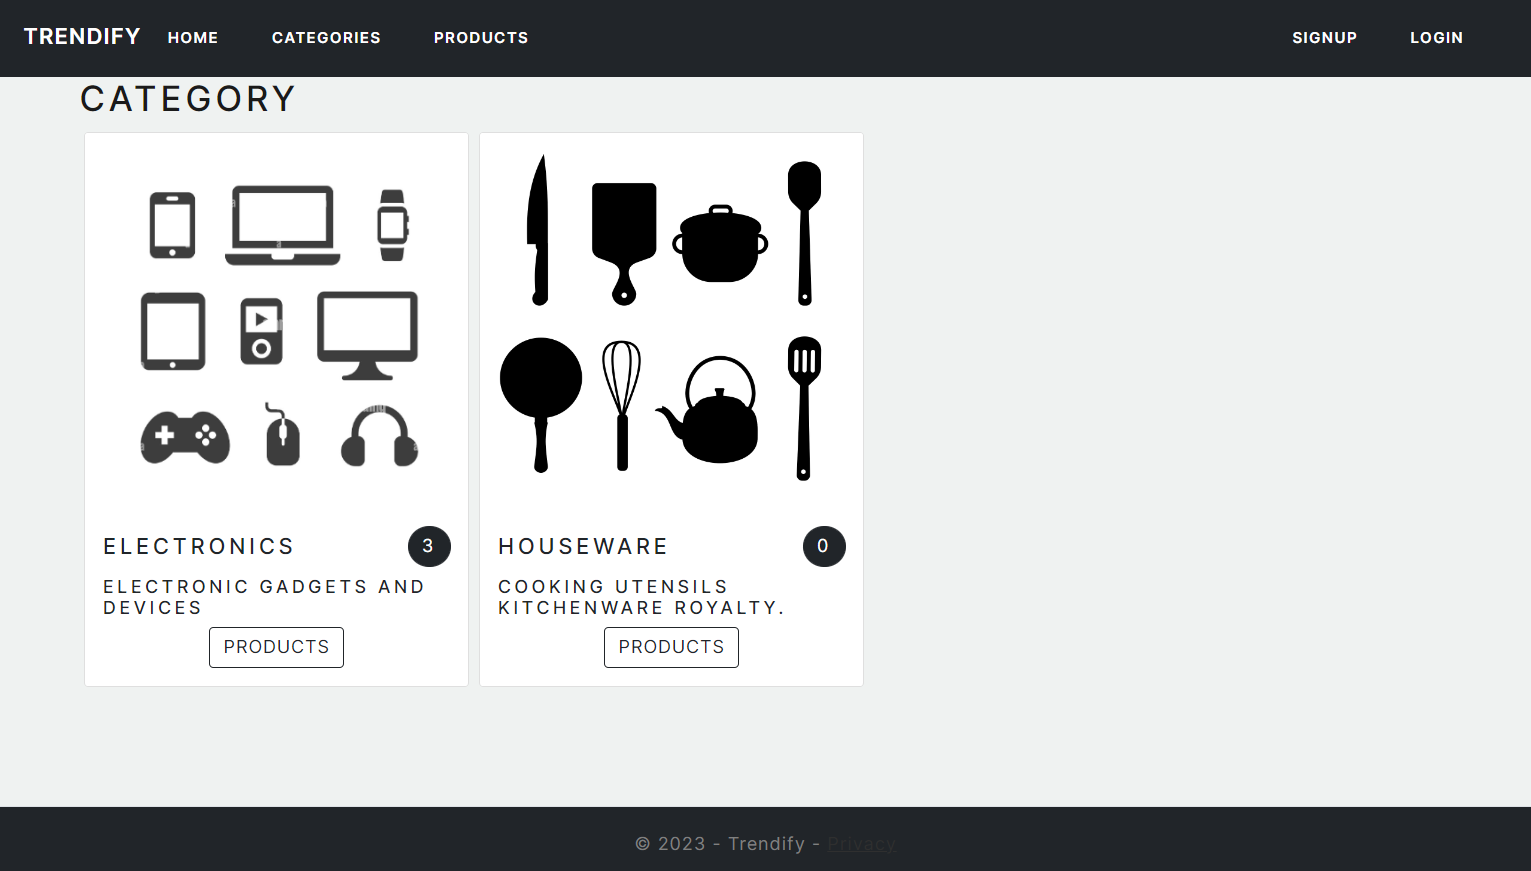 TRENDIFY HOME CATEGORIES PRODUCTS SIGNUP LOGIN
CATEGORY
ELECTRONICS 3
ELECTRONIC GADGETS AND
DEVICES
PRODUCTS
HOUSEWARE 0
COOKING UTENSILS
KITCHENWARE ROYALTY.
PRODUCTS
© 2023 - Trendify - Privacy